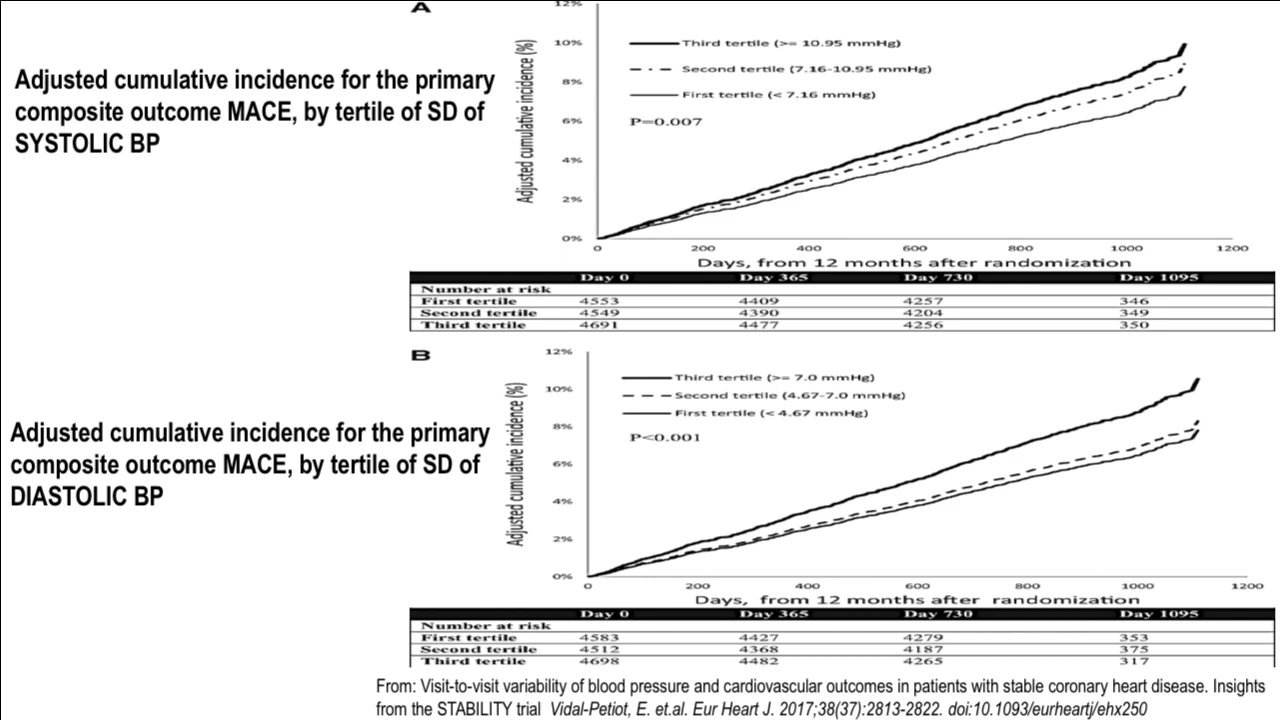 A
Adjusted cumulative incidence for the primary
composite outcome MACE, by tertile of SD of
SYSTOLIC BP
Adjusted cumulative incidence (%)
12%
10%
8%
6%
4%
2%
0%
Third tertile (>= 10.95 mmHg)
Second tertile (7.16-10.95 mmHg)
First tertile (< 7.16 mmHg)
P=0.007
0 200 400 600 800 1000 1200
Days, from 12 months after randomization
Day 0 Day 365 Day 730 Day 1095
Number at risk
First tertile 4553 4409 4257 346
Second tertile 4549 4390 4204 349
Third tertile 4691 4477 4256 350
B
Adjusted cumulative incidence for the primary
composite outcome MACE, by tertile of SD of
DIASTOLIC BP
Adjusted cumulative incidence (%)
12%
10%
8%
6%
4%
2%
0%
Third tertile (>= 7.0 mmHg)
Second tertile (4.67-7.0 mmHg)
First tertile (< 4.67 mmHg)
P<0.001
0 200 400 600 800 1000 1200
Days, from 12 months after randomization
Day 0 Day 365 Day 730 Day 1095
Number at risk
First tertile 4583 4427 4279 353
Second tertile 4512 4368 4187 375
Third tertile 4698 4482 4265 317
From: Visit-to-visit variability of blood pressure and cardiovascular outcomes in patients with stable coronary heart disease. Insights
from the STABILITY trial Vidal-Petiot, E. et.al. Eur Heart J. 2017;38(37):2813-2822. doi:10.1093/eurheartj/ehx250